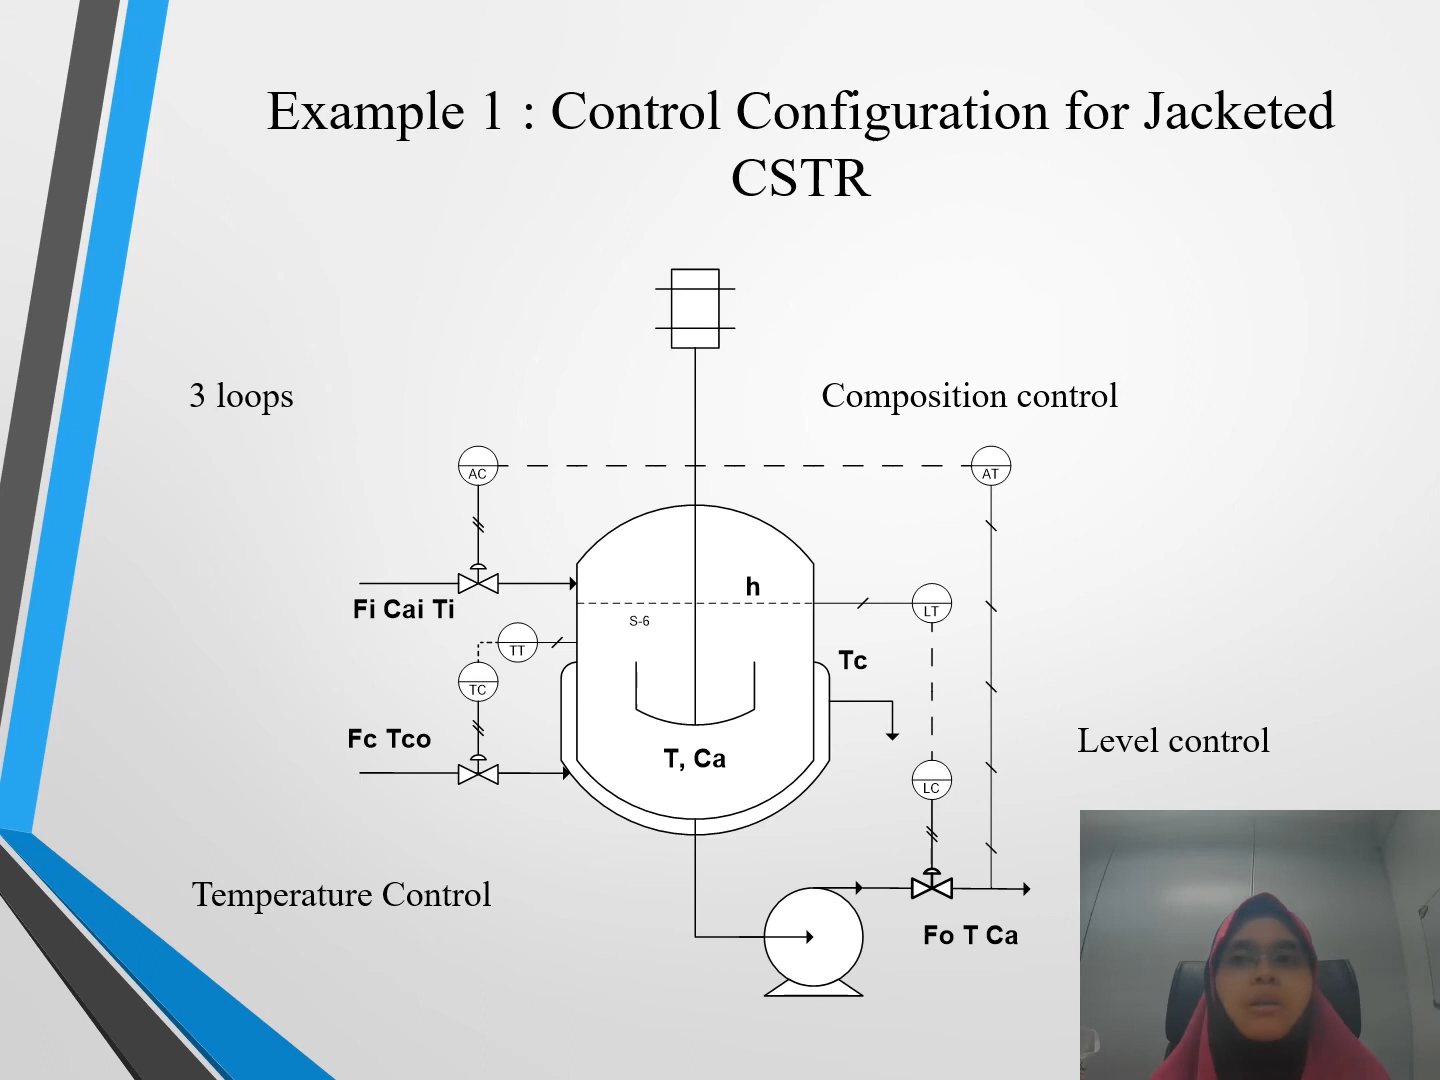 Example 1 : Control Configuration for Jacketed
CSTR
3 loops
Composition control
AC
AT
h
Fi Cai Ti
LT
S-6
TT
Tc
TC
Fc Tco
Level control
T, Ca
LC
Temperature Control
Fo T Ca